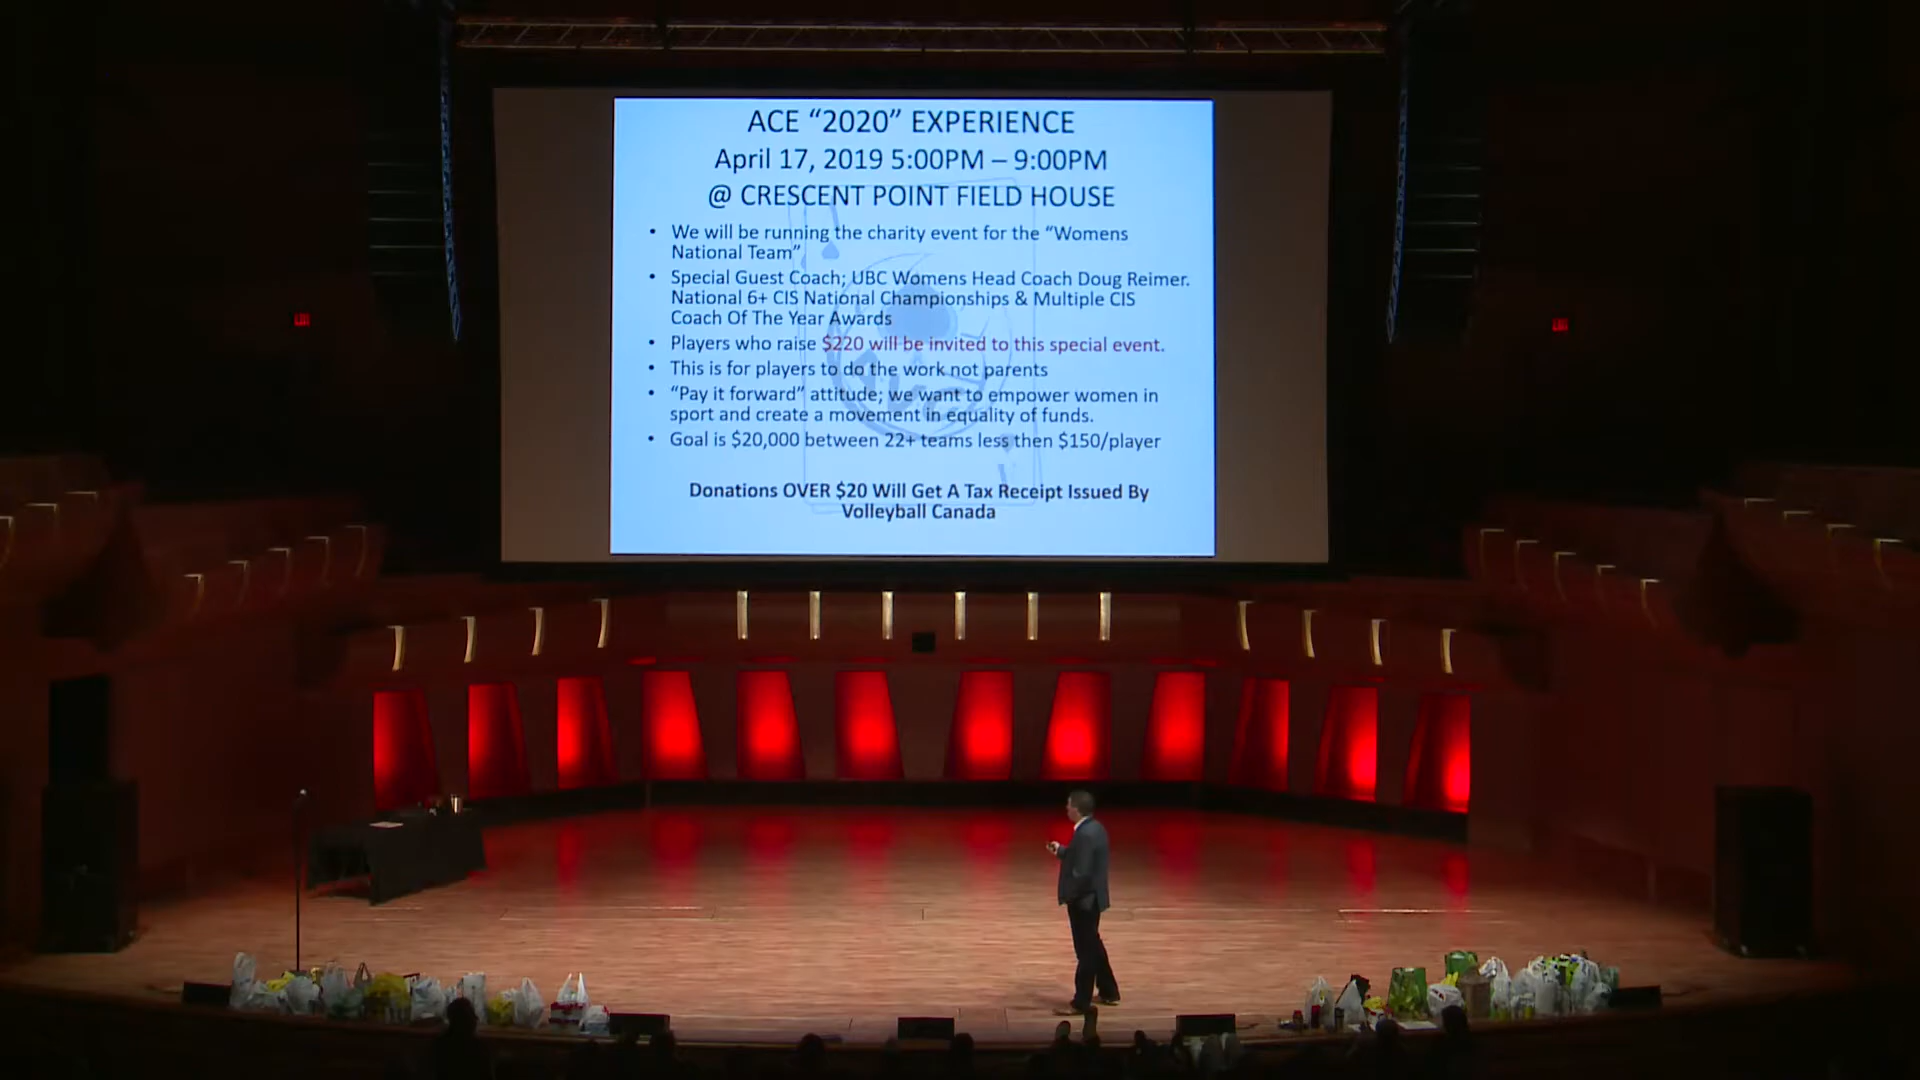 ACE “2020” EXPERIENCE
April 17, 2019 5:00PM – 9:00PM
@ CRESCENT POINT FIELD HOUSE
• We will be running the charity event for the “Womens
National Team”
• Special Guest Coach; UBC Womens Head Coach Doug Reimer.
National 6+ CIS National Championships & Multiple CIS
Coach Of The Year Awards
• Players who raise $220 will be invited to this special event.
• This is for players to do the work not parents
• “Pay it forward” attitude; we want to empower women in
sport and create a movement in equality of funds.
• Goal is $20,000 between 22+ teams less then $150/player
Donations OVER $20 Will Get A Tax Receipt Issued By
Volleyball Canada